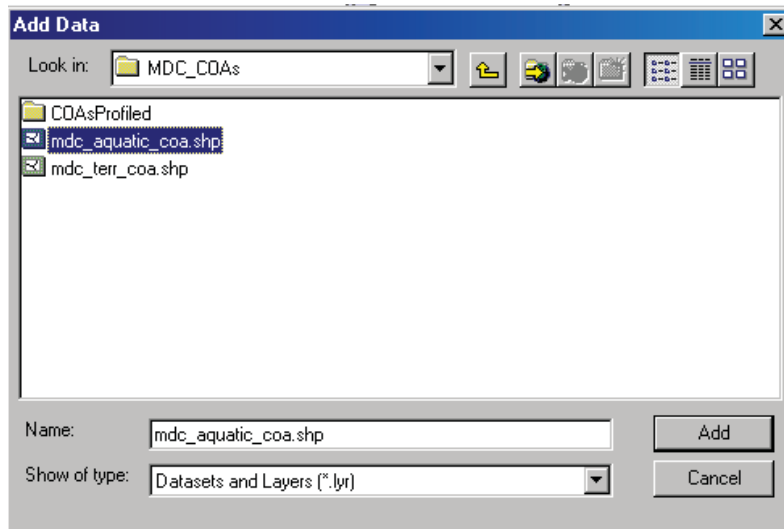 Add Data
Look in: MDC_COAs
COAsProfiled
mdc_aquatic_coa.shp
mdc_terr_coa.shp
Name: mdc_aquatic_coa.shp Add
Show of type: Datasets and Layers (*.lyr) Cancel